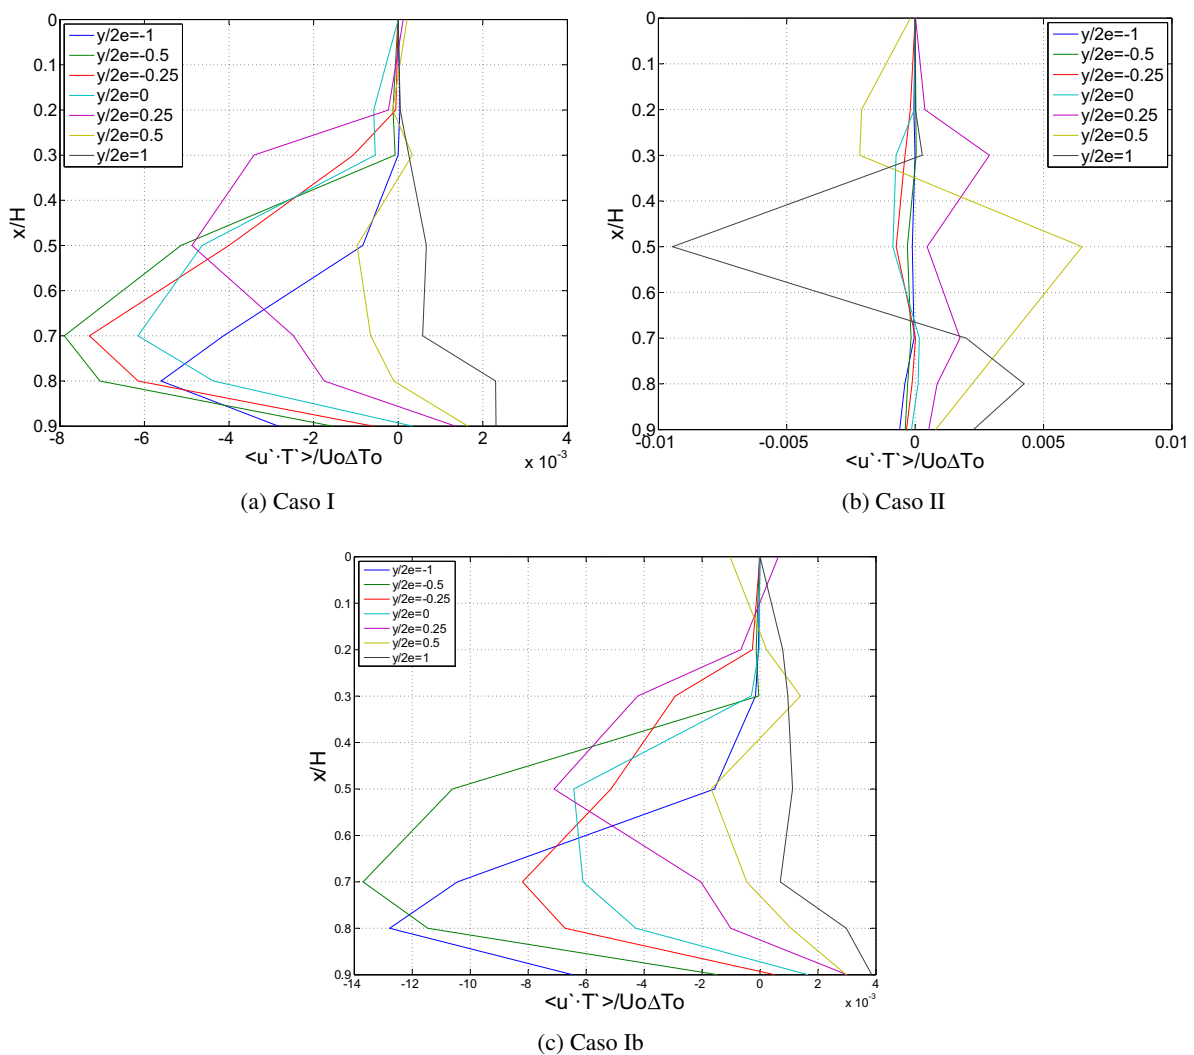 0
0.1
0.2
0.3
0.5
0.6
0.7
0.8
0.9
x/H
y/2e=-1
y/2e=-0.5
y/2e=-0.25
y/2e=0
y/2e=0.25
y/2e=0.5
y/2e=1
-8 -6 -4 -2 0 2 4
<u`·T`>/UoΔTo
x 10⁻³
(a) Caso I
0
0.1
0.2
0.3
0.4
0.5
0.6
0.7
0.8
0.9
x/H
y/2e=-1
y/2e=-0.5
y/2e=-0.25
y/2e=0
y/2e=0.25
y/2e=0.5
y/2e=1
-0.01 -0.005 0 0.005 0.01
<u`·T`>/UoΔTo
(b) Caso II
0
0.1
0.2
0.3
0.4
0.5
0.6
0.7
0.8
0.9
x/H
y/2e=-1
y/2e=-0.5
y/2e=-0.25
y/2e=0
y/2e=0.25
y/2e=0.5
y/2e=1
-14 -12 -10 -8 -6 -4 -2 0 2 4
<u`·T`>/UoΔTo
x 10⁻³
(c) Caso Ib